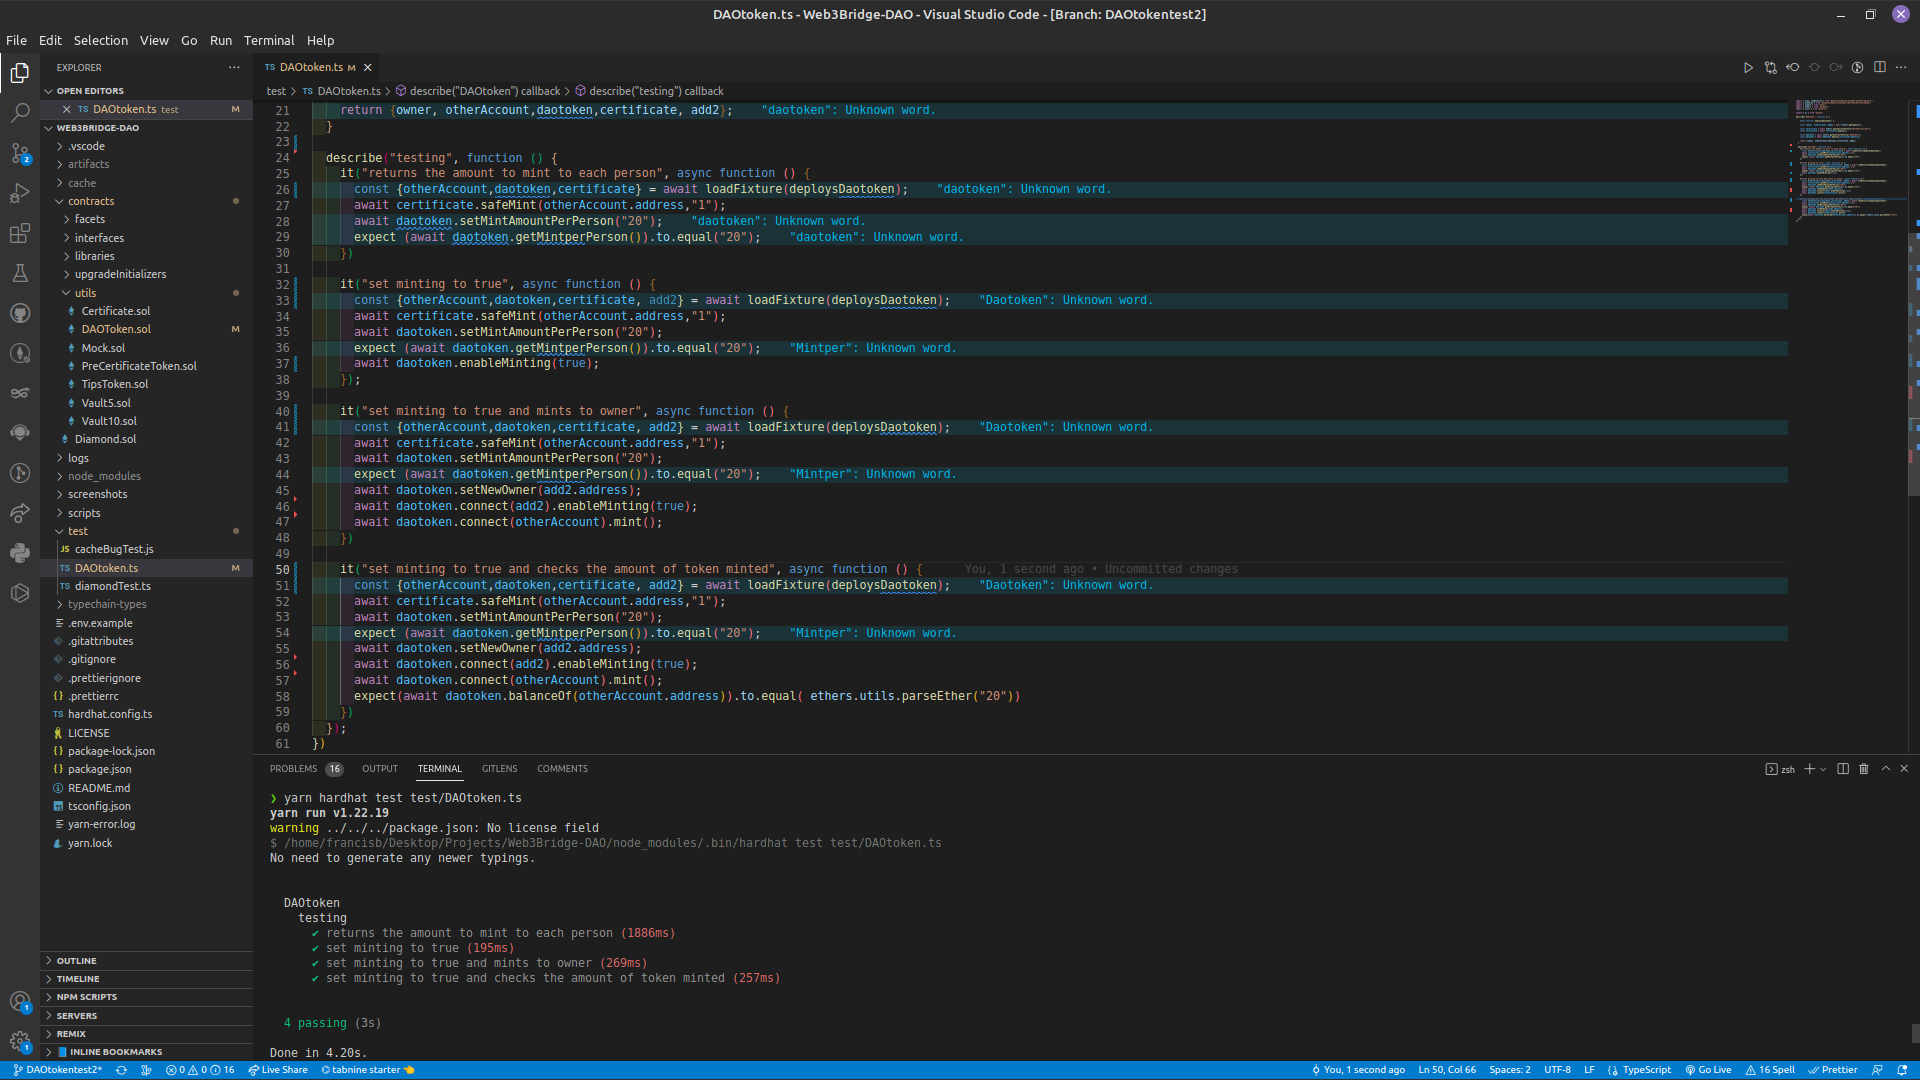 DAOtoken.ts - Web3Bridge-DAO - Visual Studio Code - [Branch: DAOtokentest2]
File Edit Selection View Go Run Terminal Help
EXPLORER
OPEN EDITORS
DAOtoken.ts test M
WEB3BRIDGE-DAO
.vscode
artifacts
cache
contracts
facets
interfaces
libraries
upgradeInitializers
utils
Certificate.sol
DAOToken.sol M
Mock.sol
PreCertificateToken.sol
TipsToken.sol
Vault5.sol
Vault10.sol
Diamond.sol
logs
node_modules
screenshots
scripts
test
JS cacheBugTest.js
TS DAOtoken.ts M
TS diamondTest.ts
typechain-types
.env.example
.gitattributes
.gitignore
.prettierignore
{} .prettierrc
TS hardhat.config.ts
LICENSE
{} package-lock.json
{} package.json
README.md
tsconfig.json
yarn-error.log
yarn.lock
OUTLINE
TIMELINE
NPM SCRIPTS
SERVERS
REMIX
INLINE BOOKMARKS
2
1
1
TS DAOtoken.ts M
test > TS DAOtoken.ts > describe("DAOtoken") callback > describe("testing") callback
21 return {owner, otherAccount,daotoken,certificate, add2}; "daotoken": Unknown word.
22 }
23
24 describe("testing", function () {
25 it("returns the amount to mint to each person", async function () {
26 const {otherAccount,daotoken,certificate} = await loadFixture(deploysDaotoken); "daotoken": Unknown word.
27 await certificate.safeMint(otherAccount.address,"1");
28 await daotoken.setMintAmountPerPerson("20"); "daotoken": Unknown word.
29 expect (await daotoken.getMintperPerson()).to.equal("20"); "daotoken": Unknown word.
30 })
31
32 it("set minting to true", async function () {
33 const {otherAccount,daotoken,certificate, add2} = await loadFixture(deploysDaotoken); "Daotoken": Unknown word.
34 await certificate.safeMint(otherAccount.address,"1");
35 await daotoken.setMintAmountPerPerson("20");
36 expect (await daotoken.getMintperPerson()).to.equal("20"); "Mintper": Unknown word.
37 await daotoken.enableMinting(true);
38 });
39
40 it("set minting to true and mints to owner", async function () {
41 const {otherAccount,daotoken,certificate, add2} = await loadFixture(deploysDaotoken); "Daotoken": Unknown word.
42 await certificate.safeMint(otherAccount.address,"1");
43 await daotoken.setMintAmountPerPerson("20");
44 expect (await daotoken.getMintperPerson()).to.equal("20"); "Mintper": Unknown word.
45 await daotoken.setNewOwner(add2.address);
46 await daotoken.connect(add2).enableMinting(true);
47 await daotoken.connect(otherAccount).mint();
48 })
49
50 it("set minting to true and checks the amount of token minted", async function () { You, 1 second ago • Uncommitted changes
51 const {otherAccount,daotoken,certificate, add2} = await loadFixture(deploysDaotoken); "Daotoken": Unknown word.
52 await certificate.safeMint(otherAccount.address,"1");
53 await daotoken.setMintAmountPerPerson("20");
54 expect (await daotoken.getMintperPerson()).to.equal("20"); "Mintper": Unknown word.
55 await daotoken.setNewOwner(add2.address);
56 await daotoken.connect(add2).enableMinting(true);
57 await daotoken.connect(otherAccount).mint();
58 expect(await daotoken.balanceOf(otherAccount.address)).to.equal( ethers.utils.parseEther("20"))
59 })
60 });
61 })
PROBLEMS 16 OUTPUT TERMINAL GITLENS COMMENTS zsh
❯ yarn hardhat test test/DAOtoken.ts
yarn run v1.22.19
warning ../../../package.json: No license field
$ /home/francisb/Desktop/Projects/Web3Bridge-DAO/node_modules/.bin/hardhat test test/DAOtoken.ts
No need to generate any newer typings.
DAOtoken
testing
✔ returns the amount to mint to each person (1886ms)
✔ set minting to true (195ms)
✔ set minting to true and mints to owner (269ms)
✔ set minting to true and checks the amount of token minted (257ms)
4 passing (3s)
Done in 4.20s.
DAOtokentest2* 0 0 16 Live Share tabnine starter You, 1 second ago Ln 50, Col 66 Spaces: 2 UTF-8 LF {} TypeScript Go Live 16 Spell Prettier